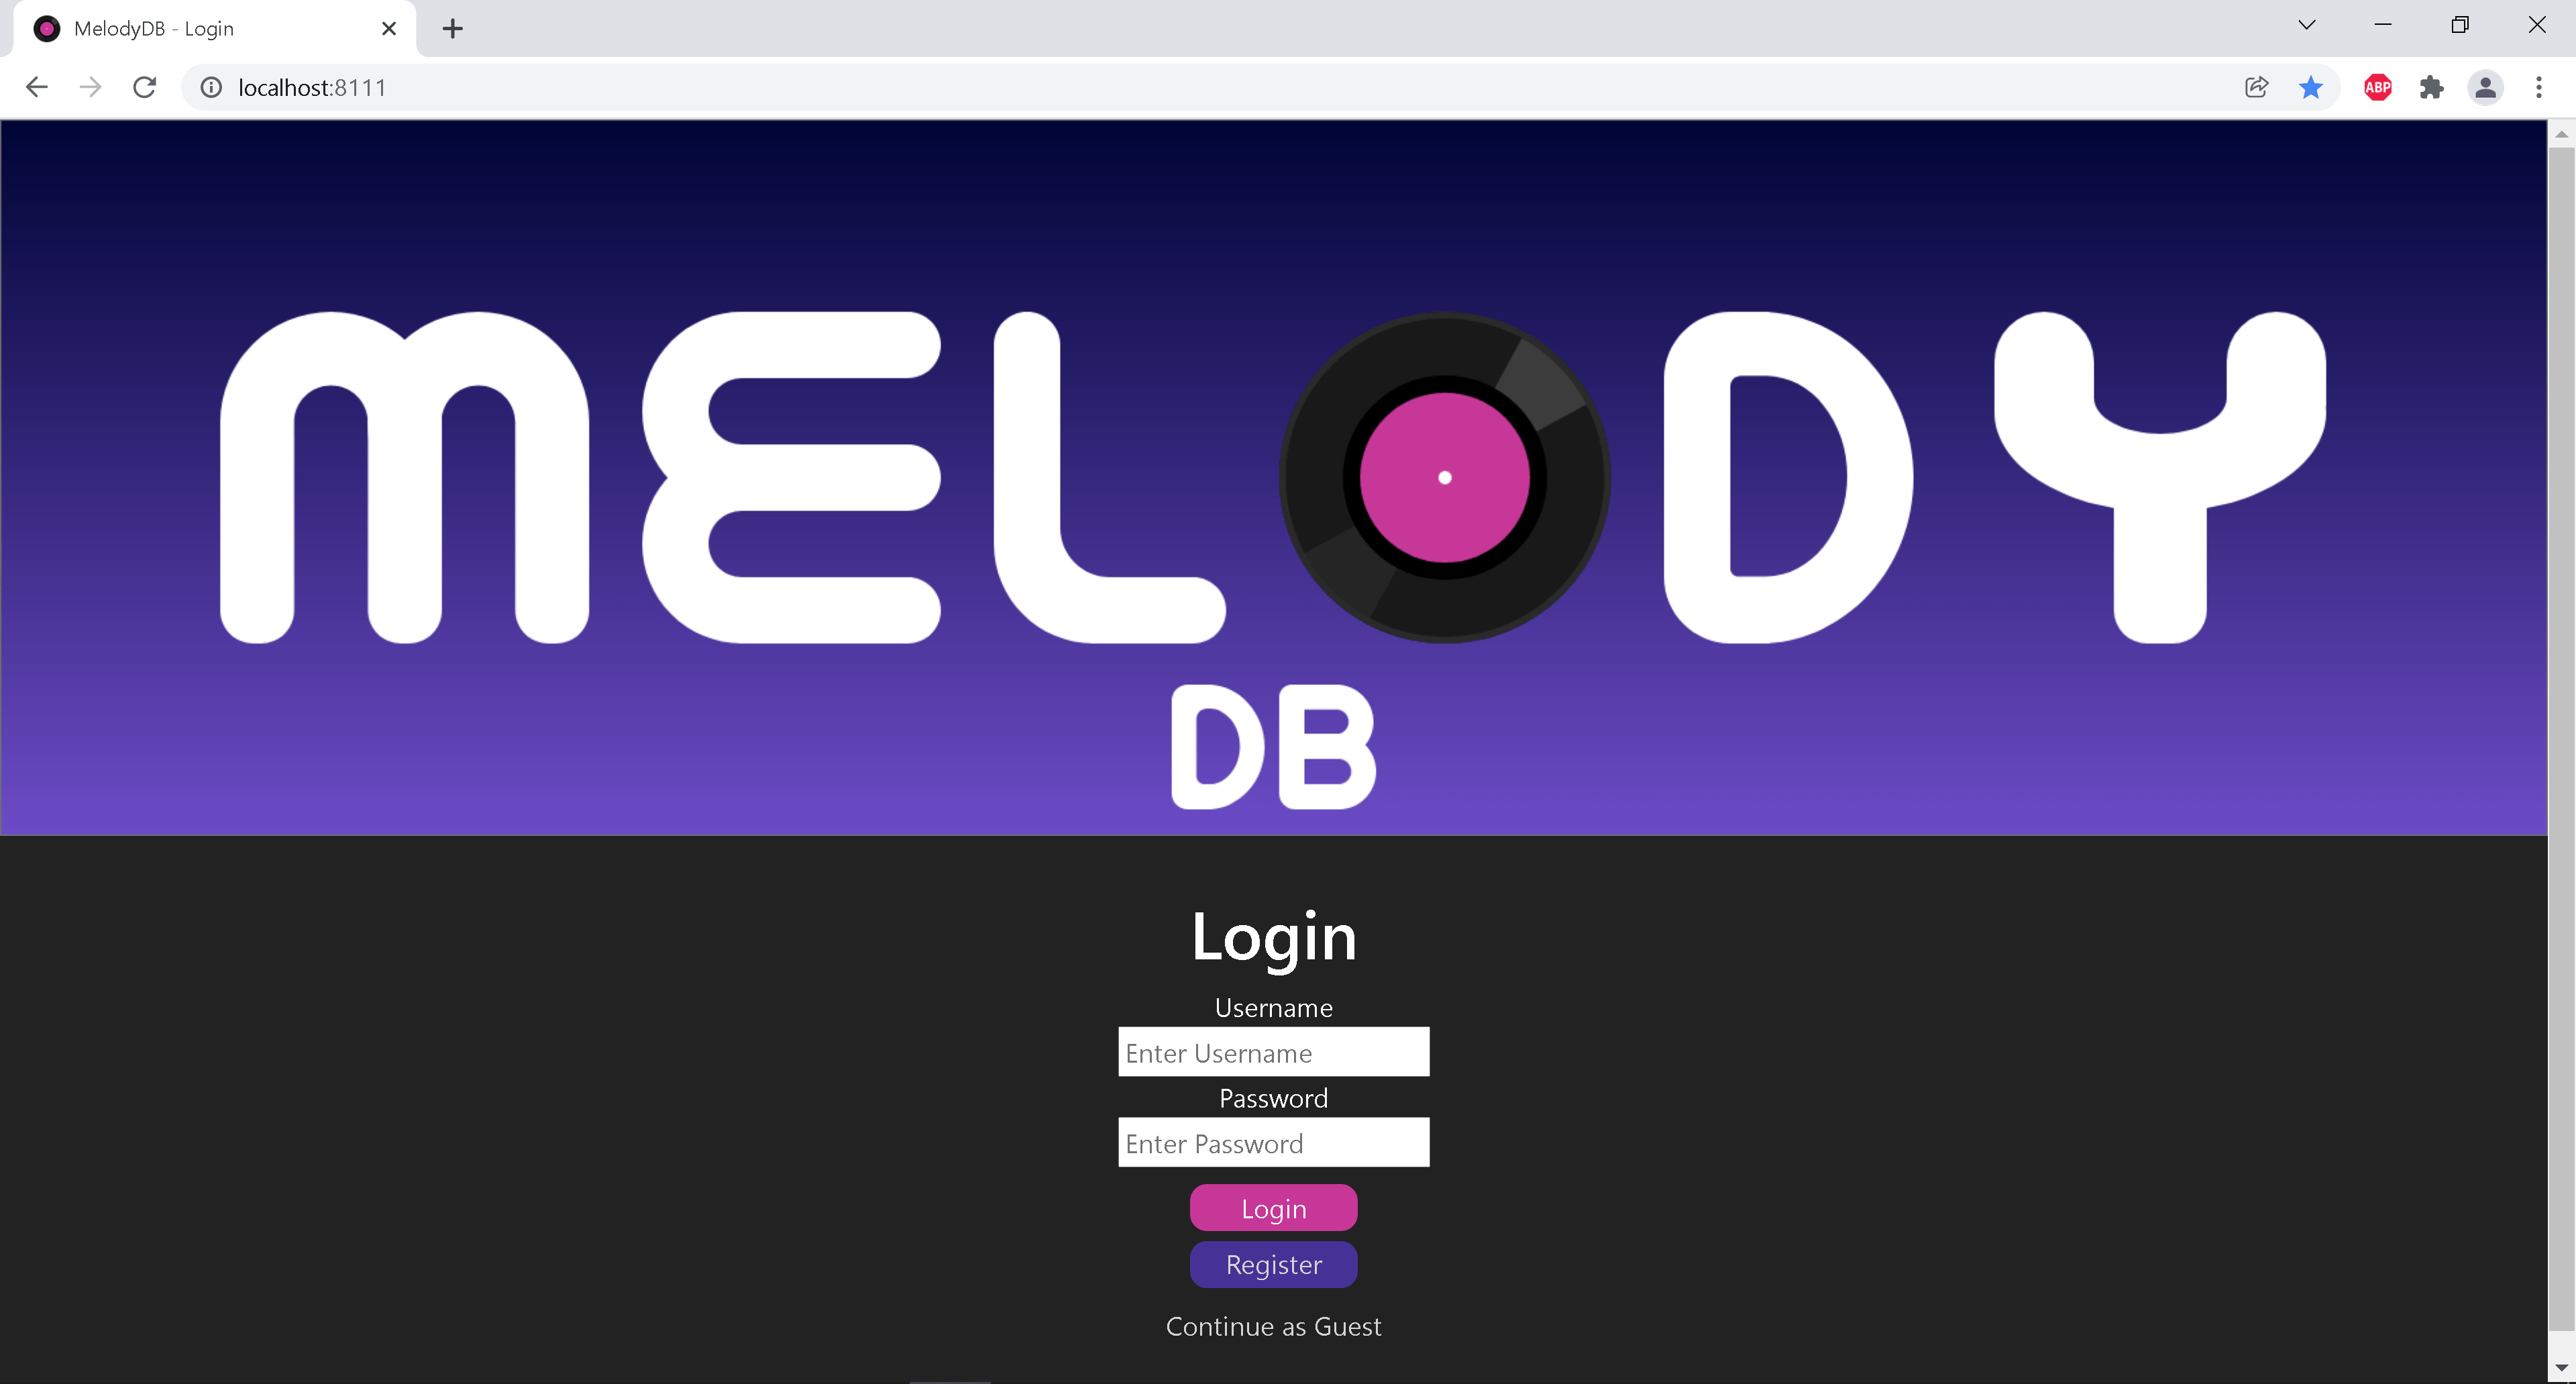 MelodyDB - Login
localhost:8111
ABP
MELODY
DB
Login
Username
Enter Username
Password
Enter Password
Login
Register
Continue as Guest